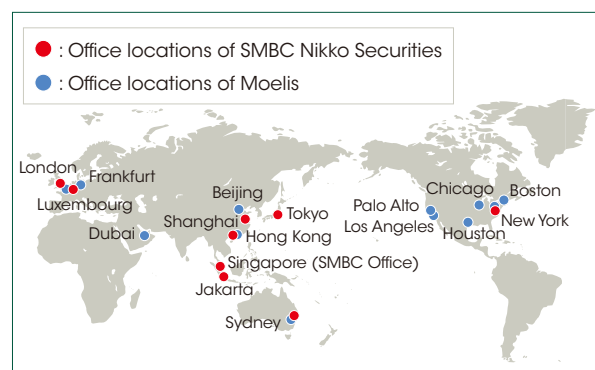 : Office locations of SMBC Nikko Securities
: Office locations of Moelis
London
Frankfurt
Luxembourg
Dubai
Beijing
Shanghai
Tokyo
Hong Kong
Singapore (SMBC Office)
Jakarta
Sydney
Chicago
Boston
Palo Alto
Los Angeles
New York
Houston